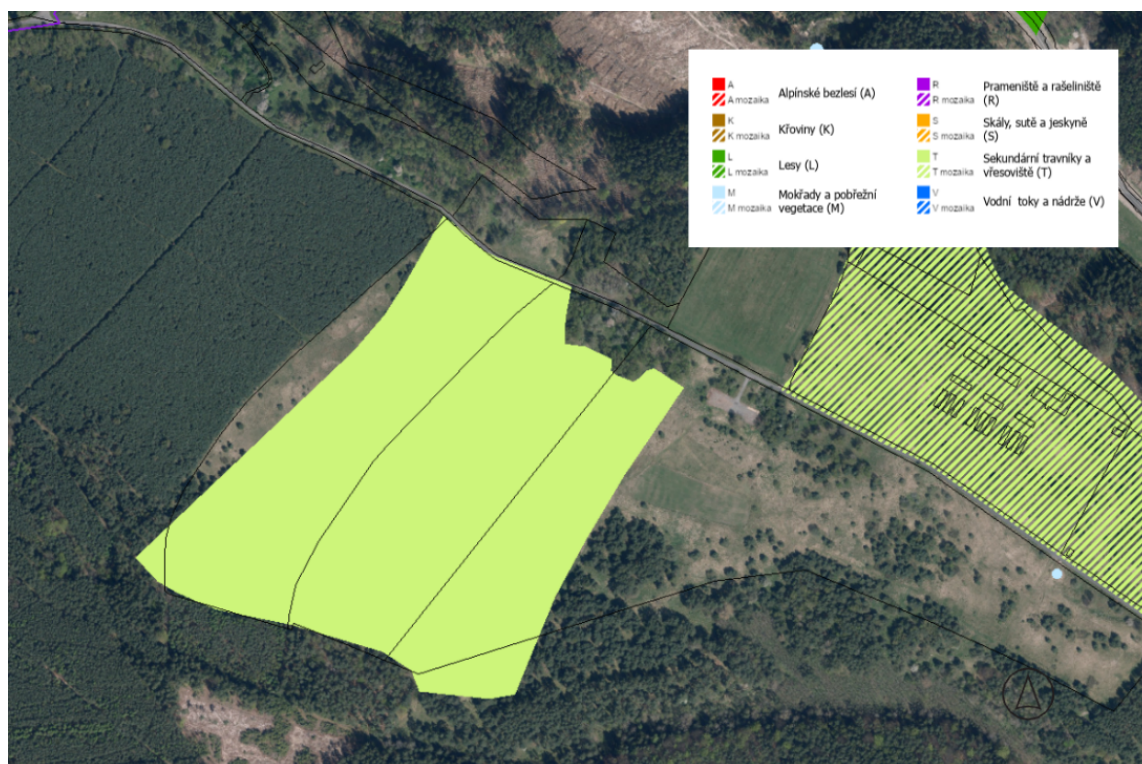 A
A mozaika
Alpínské bezlesí (A)
K
K mozaika
Křoviny (K)
L
L mozaika
Lesy (L)
M
M mozaika
Mokřady a pobřežní
vegetace (M)
R
R mozaika
Prameniště a rašeliniště
(R)
S
S mozaika
Skály, sutě a jeskyně
(S)
T
T mozaika
Sekundární travníky a
vřesoviště (T)
V
V mozaika
Vodní toky a nádrže (V)